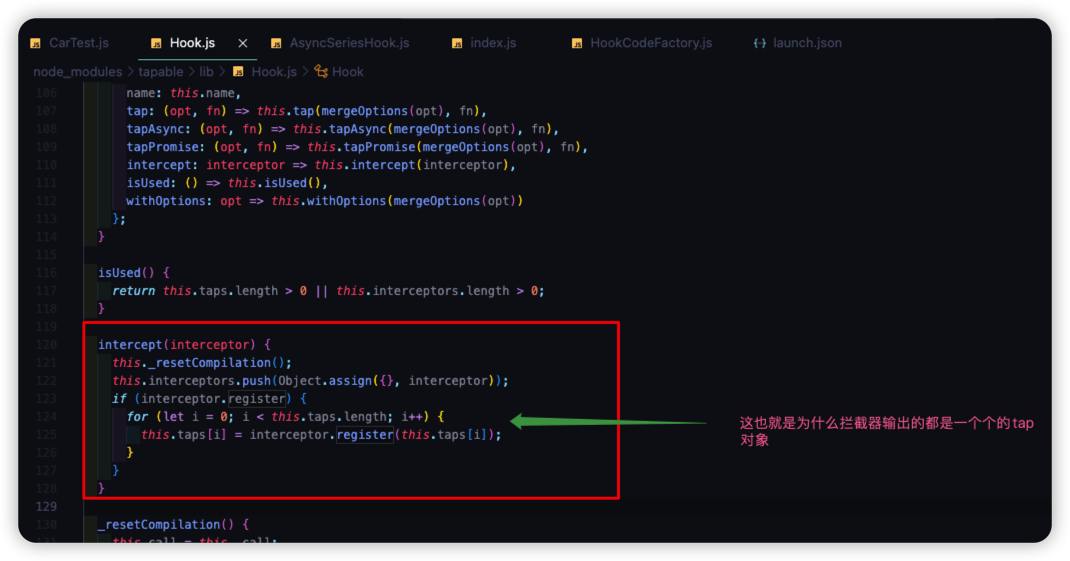 CarTest.js
Hook.js
AsyncSeriesHook.js
index.js
HookCodeFactory.js
launch.json
node_modules > tapable > lib > Hook.js > Hook
106 name: this.name,
107 tap: (opt, fn) => this.tap(mergeOptions(opt), fn),
108 tapAsync: (opt, fn) => this.tapAsync(mergeOptions(opt), fn),
109 tapPromise: (opt, fn) => this.tapPromise(mergeOptions(opt), fn),
110 intercept: interceptor => this.intercept(interceptor),
111 isUsed: () => this.isUsed(),
112 withOptions: opt => this.withOptions(mergeOptions(opt))
113 };
114 }
115
116 isUsed() {
117 return this.taps.length > 0 || this.interceptors.length > 0;
118 }
119
120 intercept(interceptor) {
121 this._resetCompilation();
122 this.interceptors.push(Object.assign({}, interceptor));
123 if (interceptor.register) {
124 for (let i = 0; i < this.taps.length; i++) {
125 this.taps[i] = interceptor.register(this.taps[i]);
126 }
127 }
128 }
129
130 _resetCompilation() {
131 this.call = this._call;
这也就是为什么拦截器输出的都是一个个的tap
对象